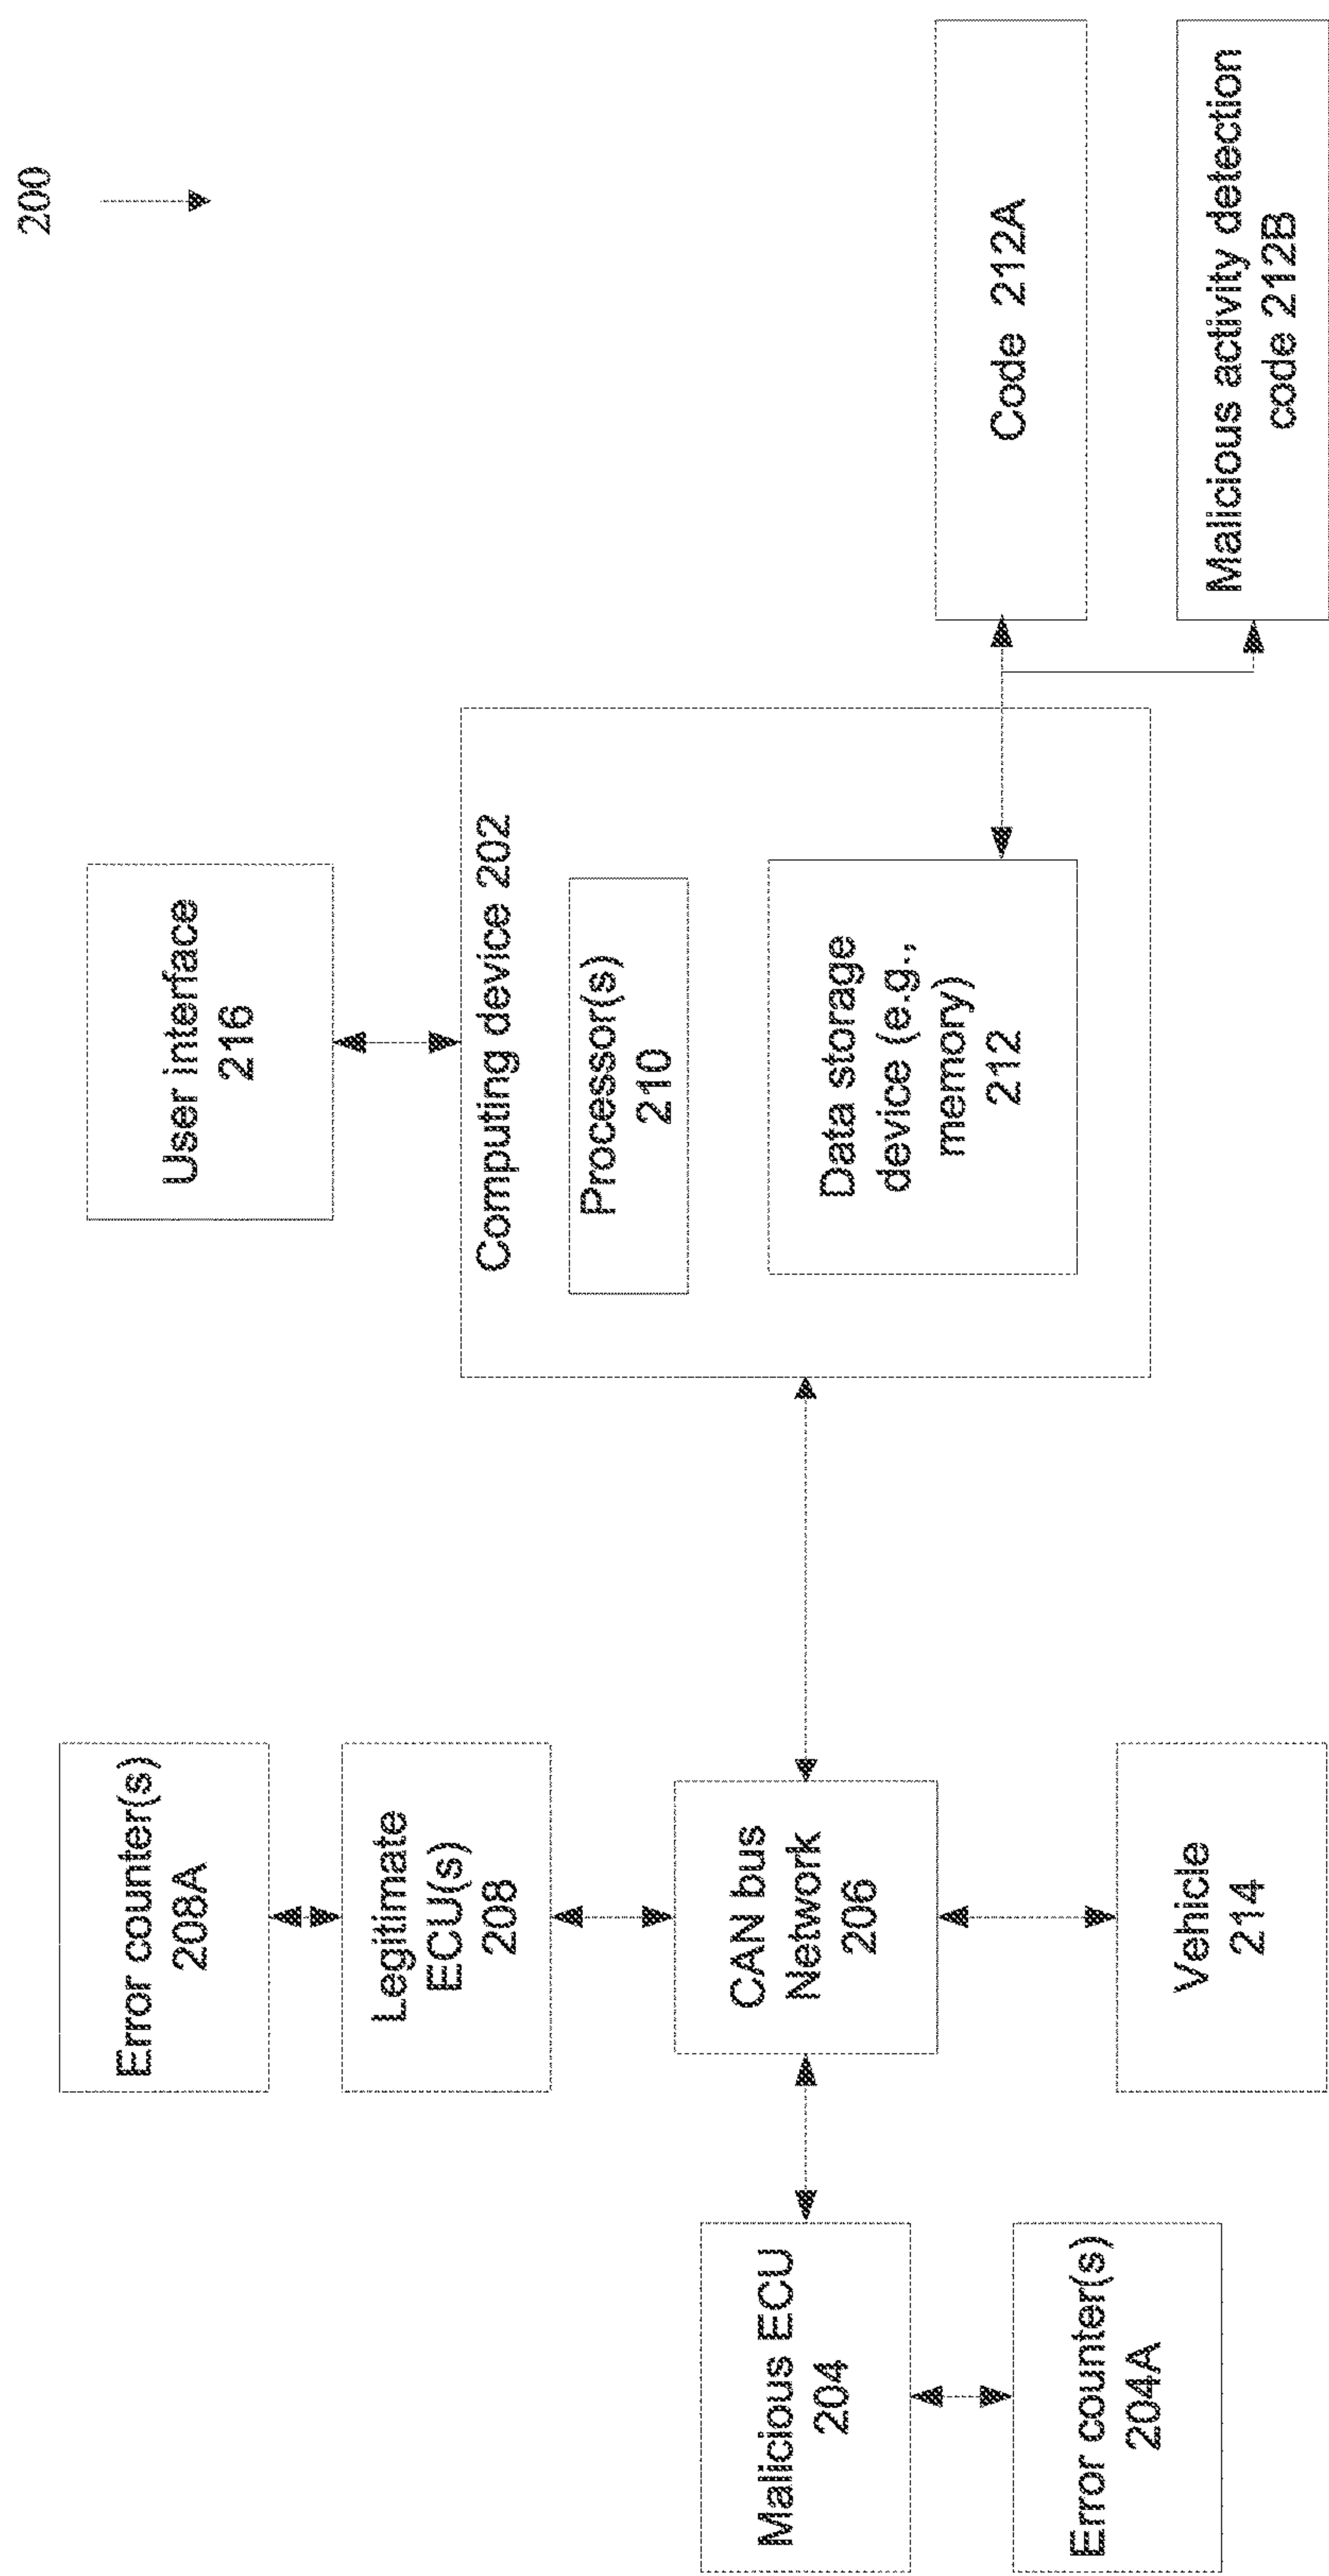 200
Error counter(s)
208A
Legitimate
ECU(s)
208
Malicious ECU
204
Error counter(s)
204A
CAN bus
Network
206
Vehicle
214
User interface
216
Computing device 202
Processor(s)
210
Data storage
device (e.g.,
memory)
212
Code 212A
Malicious activity detection
code 212B